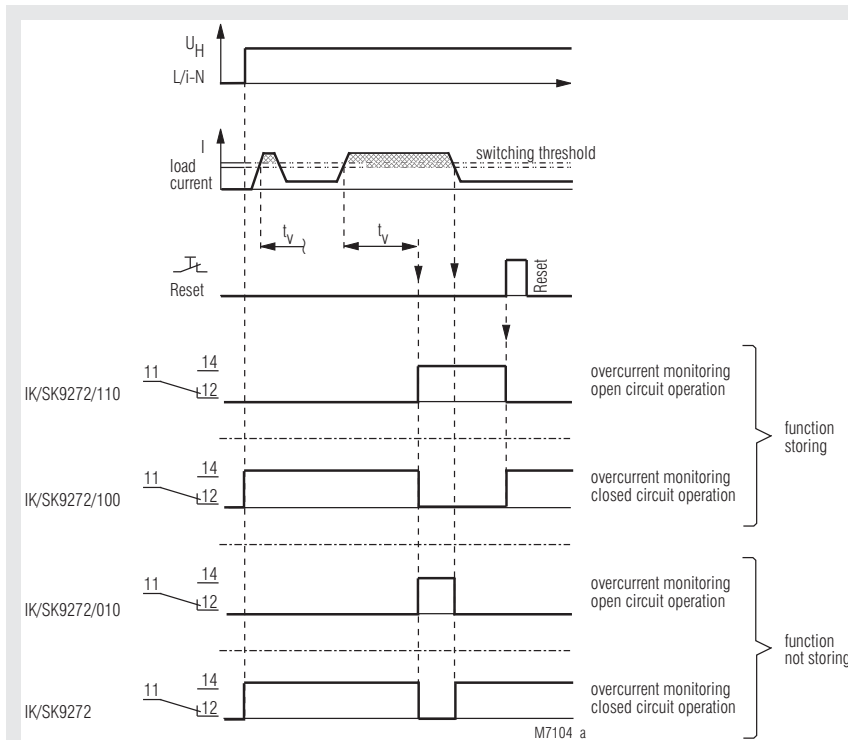 U_H
L/i-N
I
load
current
switching threshold
t_v
t_v
Reset
Reset
IK/SK9272/110
11
14
12
overcurrent monitoring
open circuit operation
function
storing
IK/SK9272/100
11
14
12
overcurrent monitoring
closed circuit operation
IK/SK9272/010
11
14
12
overcurrent monitoring
open circuit operation
function
not storing
IK/SK9272
11
14
12
overcurrent monitoring
closed circuit operation
M7104_a